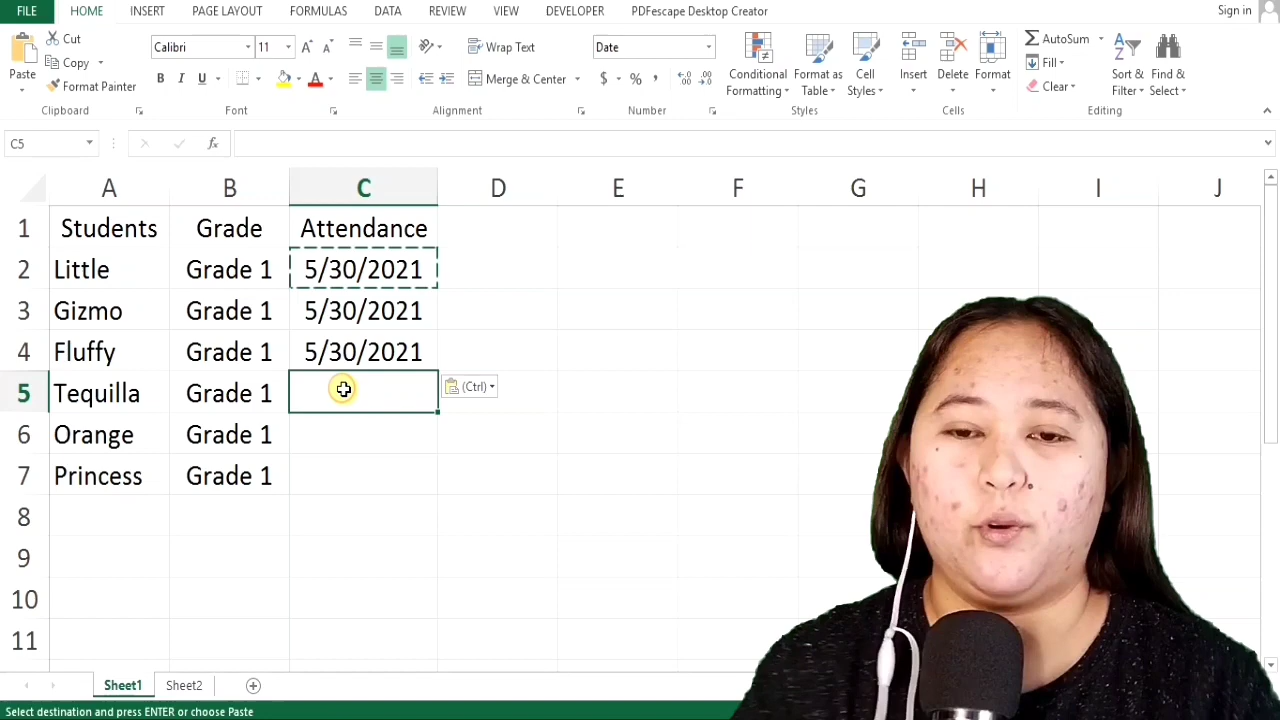 FILE HOME INSERT PAGE LAYOUT FORMULAS DATA REVIEW VIEW DEVELOPER PDFescape Desktop Creator Sign in
Cut
Copy
Format Painter
Paste
Clipboard
Calibri 11
B I U
Font
Wrap Text
Merge & Center
Alignment
Date
$ % ,
Number
Conditional Formatting
Format as Table
Cell Styles
Styles
Insert Delete Format
Cells
AutoSum
Fill
Clear
Sort & Filter
Find & Select
Editing
C5 fx
A B C D E F G H I J
1 Students Grade Attendance
2 Little Grade 1 5/30/2021
3 Gizmo Grade 1 5/30/2021
4 Fluffy Grade 1 5/30/2021
5 Tequilla Grade 1 (Ctrl)
6 Orange Grade 1
7 Princess Grade 1
8
9
10
11
Sheet1 Sheet2
Select destination and press ENTER or choose Paste